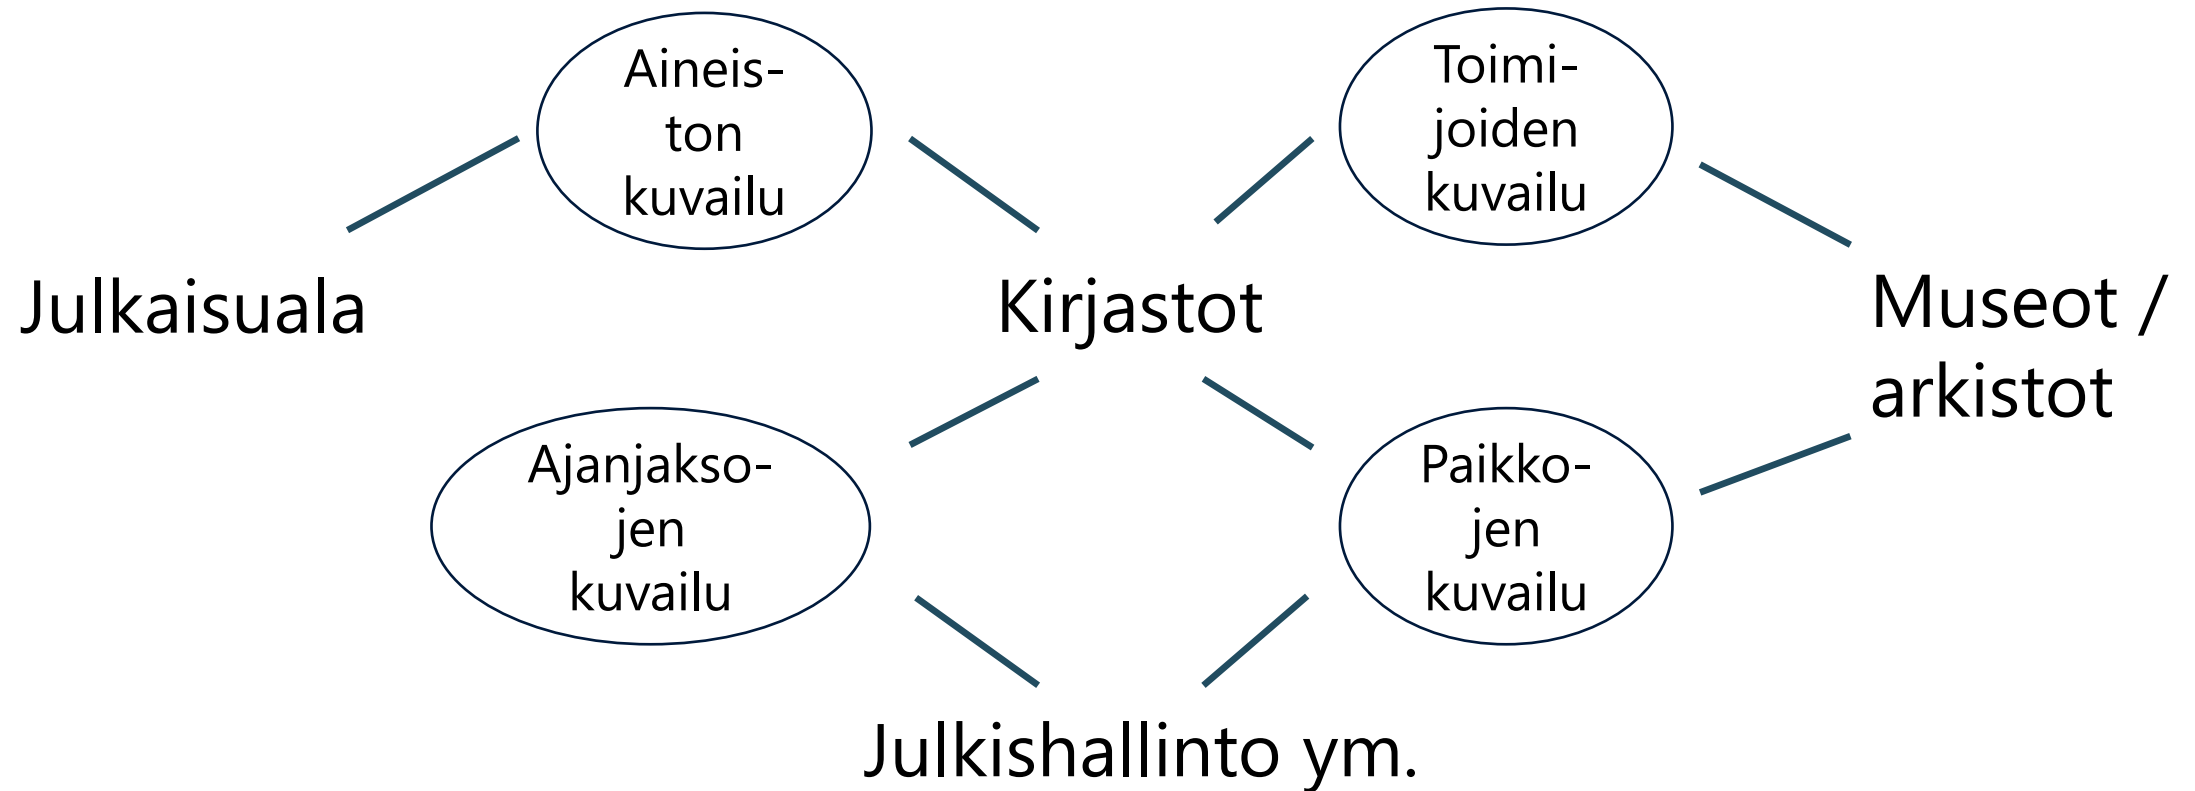 Aineis-
ton
kuvailu
Toimi-
joiden
kuvailu
Julkaisuala
Kirjastot
Museot /
arkistot
Ajanjakso-
jen
kuvailu
Paikko-
jen
kuvailu
Julkishallinto ym.